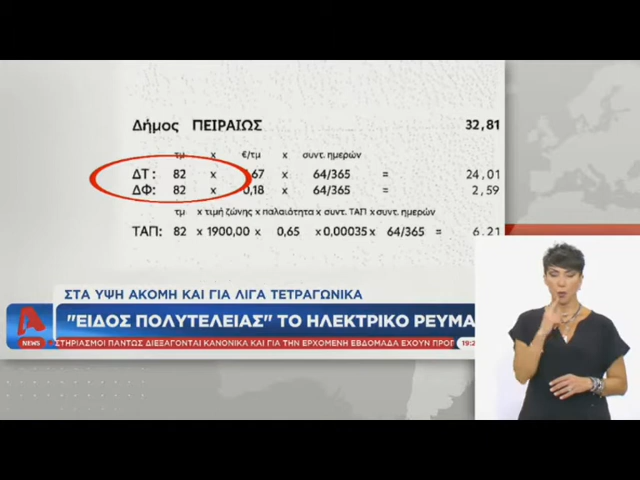 Δήμος ΠΕΙΡΑΙΩΣ 32,81
τμ x €/τμ x συντ. ημερών
ΔΤ: 82 x 1,67 x 64/365 = 24,01
ΔΦ: 82 x 0,18 x 64/365 = 2,59
τμ x τιμή ζώνης x παλαιότητα x συντ. ΤΑΠ x συντ. ημερών
ΤΑΠ: 82 x 1900,00 x 0,65 x 0,00035 x 64/365 = 6,21
ΣΤΑ ΥΨΗ ΑΚΟΜΗ ΚΑΙ ΓΙΑ ΛΙΓΑ ΤΕΤΡΑΓΩΝΙΚΑ
"ΕΙΔΟΣ ΠΟΛΥΤΕΛΕΙΑΣ" ΤΟ ΗΛΕΚΤΡΙΚΟ ΡΕΥΜΑ
NEWS ΣΤΗΡΙΑΣΜΟΙ ΠΑΝΤΩΣ ΔΙΕΞΑΓΟΝΤΑΙ ΚΑΝΟΝΙΚΑ ΚΑΙ ΓΙΑ ΤΗΝ ΕΡΧΟΜΕΝΗ ΕΒΔΟΜΑΔΑ ΕΧΟΥΝ ΠΡΟΓ